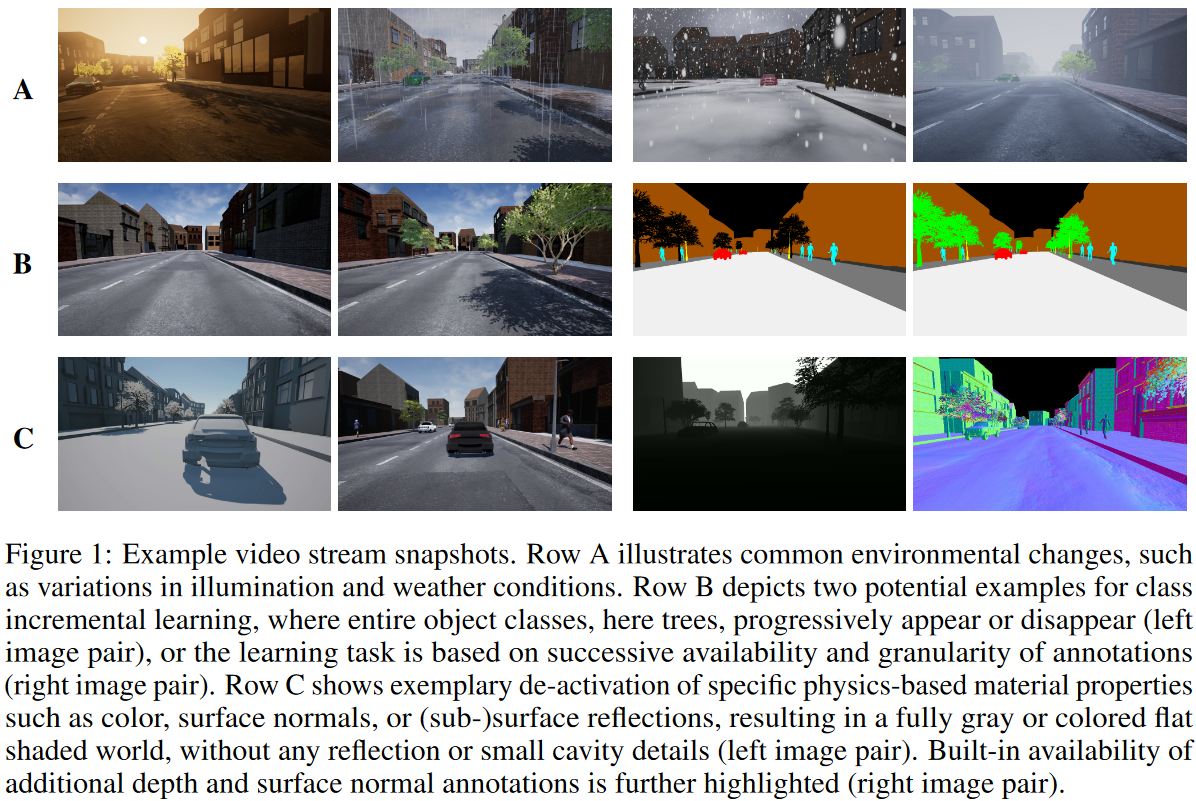 A
B
C
Figure 1: Example video stream snapshots. Row A illustrates common environmental changes, such
as variations in illumination and weather conditions. Row B depicts two potential examples for class
incremental learning, where entire object classes, here trees, progressively appear or disappear (left
image pair), or the learning task is based on successive availability and granularity of annotations
(right image pair). Row C shows exemplary de-activation of specific physics-based material properties
such as color, surface normals, or (sub-)surface reflections, resulting in a fully gray or colored flat
shaded world, without any reflection or small cavity details (left image pair). Built-in availability of
additional depth and surface normal annotations is further highlighted (right image pair).